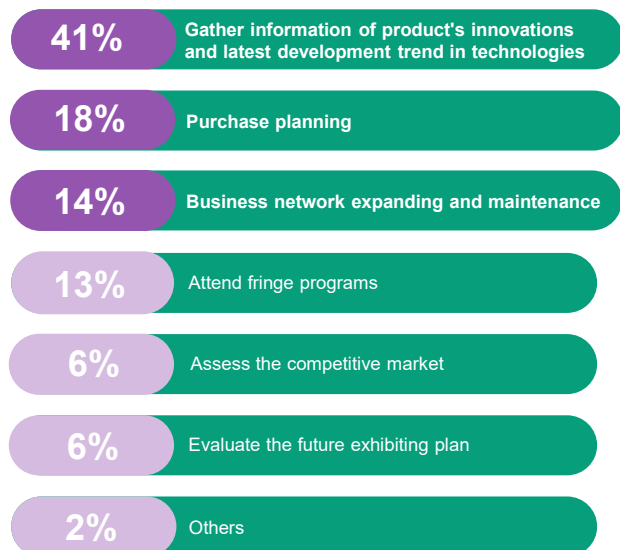 41%
Gather information of product's innovations
and latest development trend in technologies
18%
Purchase planning
14%
Business network expanding and maintenance
13%
Attend fringe programs
6%
Assess the competitive market
6%
Evaluate the future exhibiting plan
2%
Others